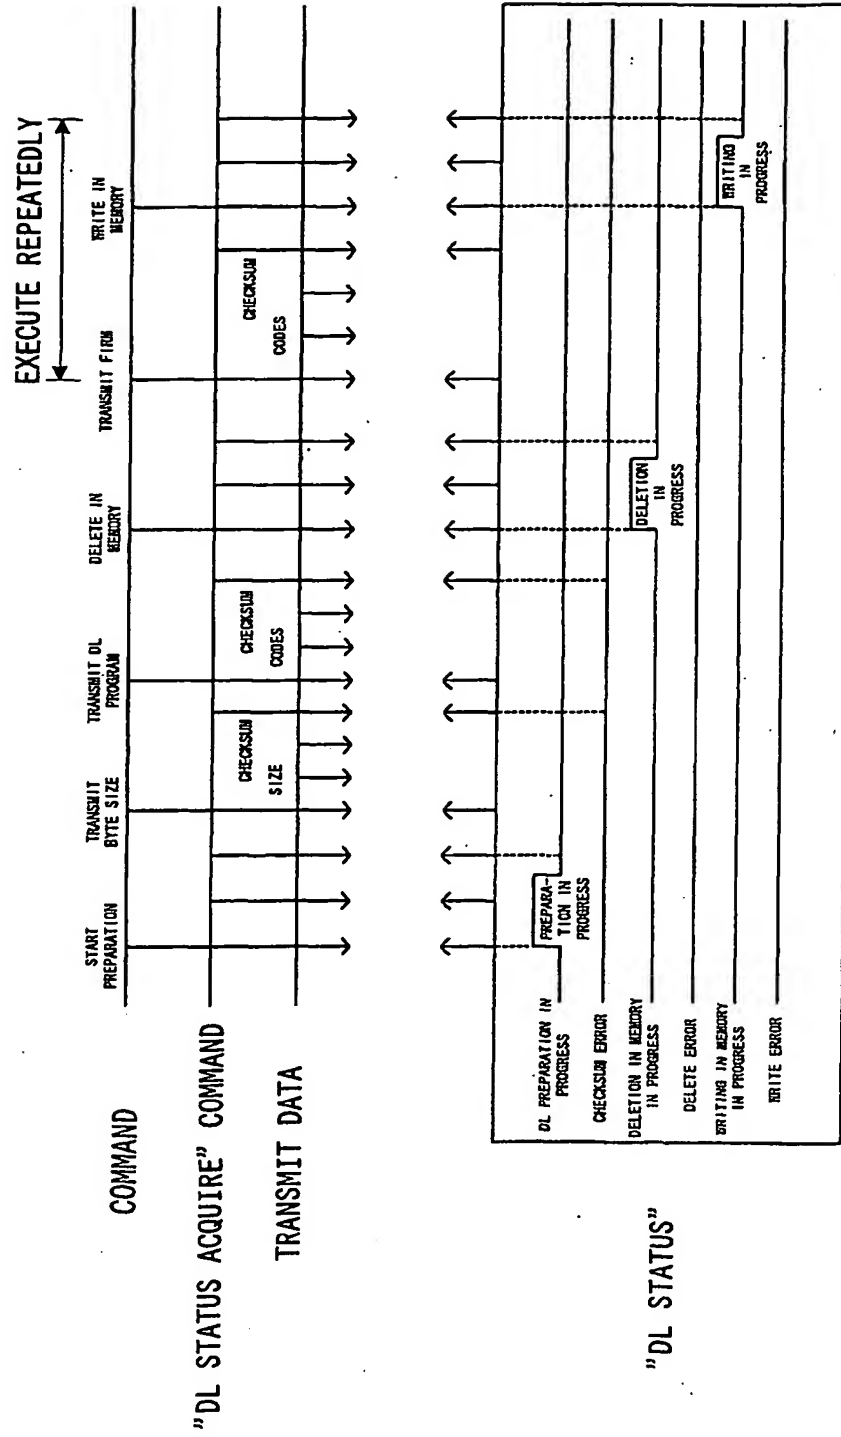 EXECUTE REPEATEDLY
START
PREPARATION
TRANSMIT
BYTE SIZE
TRANSMIT DL
PROGRAM
DELETE IN
MEMORY
TRANSMIT FIRM
WRITE IN
MEMORY
COMMAND
"DL STATUS ACQUIRE" COMMAND
CHECKSUM
SIZE
CHECKSUM
CODES
CHECKSUM
CODES
TRANSMIT DATA
"DL STATUS"
DL PREPARATION IN
PROGRESS
PREPARA-
TION IN
PROGRESS
CHECKSUM ERROR
DELETION IN MEMORY
IN PROGRESS
DELETION
IN
PROGRESS
DELETE ERROR
WRITING IN MEMORY
IN PROGRESS
WRITING
IN
PROGRESS
WRITE ERROR